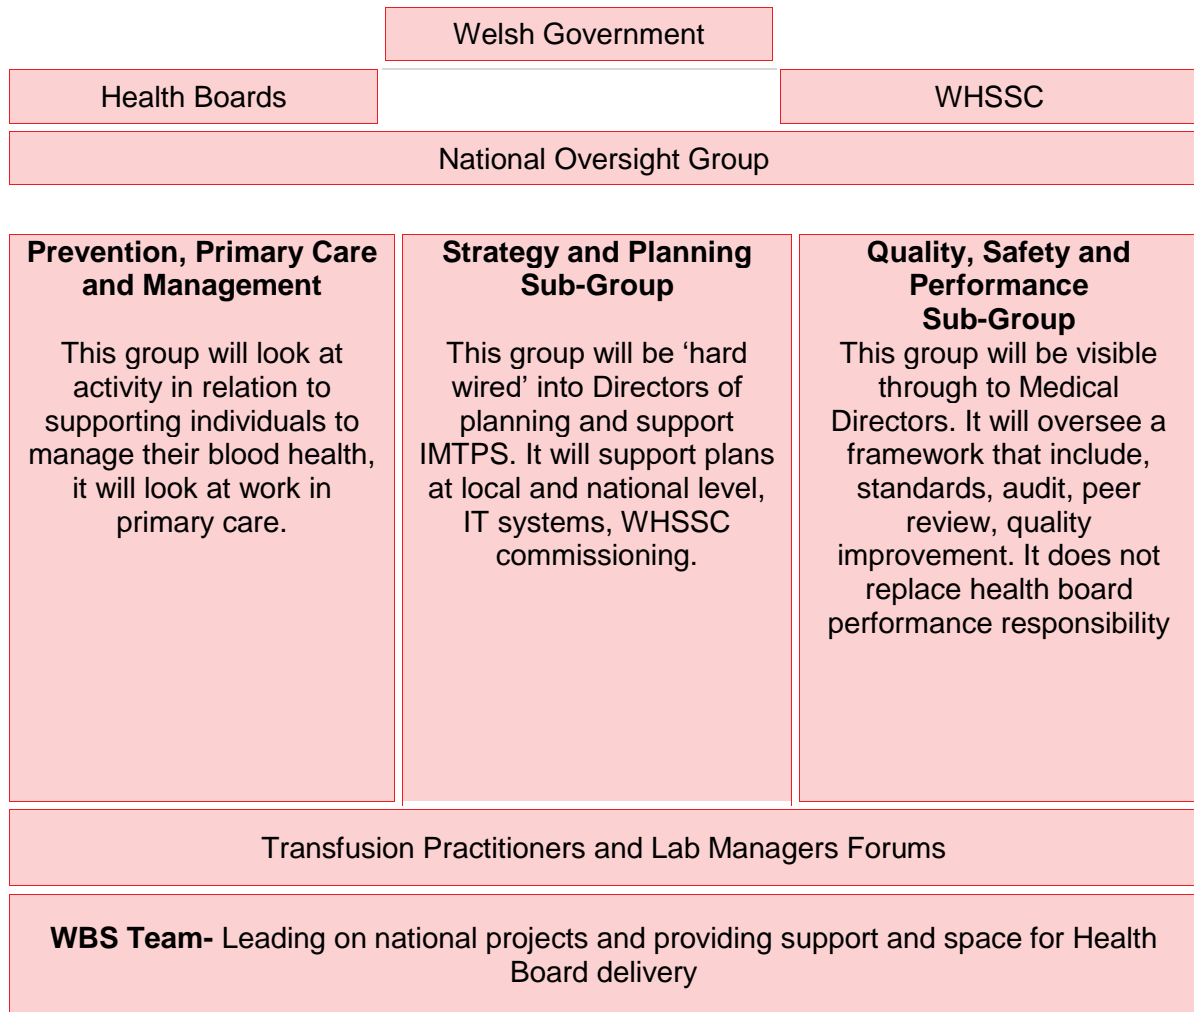 Welsh Government
Health Boards
WHSSC
National Oversight Group
Prevention, Primary Care
and Management
This group will look at
activity in relation to
supporting individuals to
manage their blood health,
it will look at work in
primary care.
Strategy and Planning
Sub-Group
This group will be ‘hard
wired’ into Directors of
planning and support
IMTPS. It will support plans
at local and national level,
IT systems, WHSSC
commissioning.
Quality, Safety and
Performance
Sub-Group
This group will be visible
through to Medical
Directors. It will oversee a
framework that include,
standards, audit, peer
review, quality
improvement. It does not
replace health board
performance responsibility
Transfusion Practitioners and Lab Managers Forums
WBS Team- Leading on national projects and providing support and space for Health
Board delivery